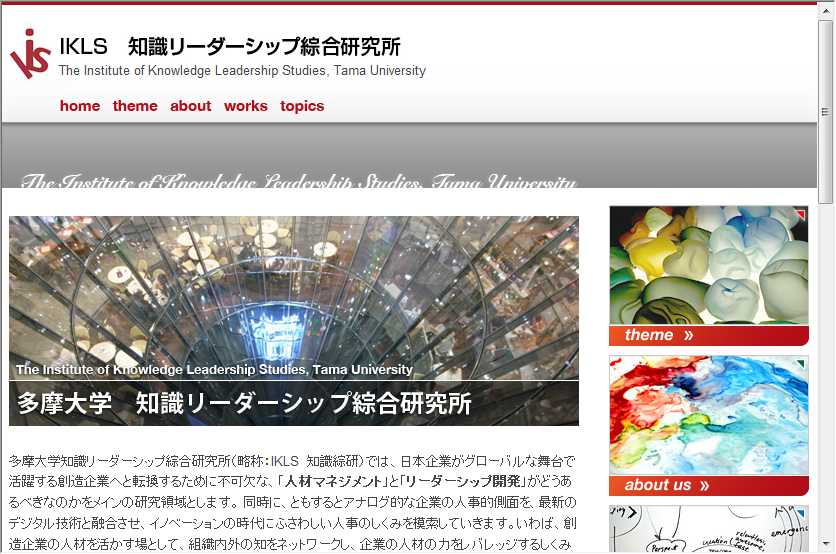 IKLS 知識リーダーシップ綜合研究所
The Institute of Knowledge Leadership Studies, Tama University
home theme about works topics
The Institute of Knowledge Leadership Studies, Tama University
The Institute of Knowledge Leadership Studies, Tama University
多摩大学 知識リーダーシップ綜合研究所
多摩大学知識リーダーシップ綜合研究所（略称：IKLS 知識綜研）では、日本企業がグローバルな舞台で
活躍する創造企業へと転換するために不可欠な、「人材マネジメント」と「リーダーシップ開発」がどうあ
るべきなのかをメインの研究領域とします。 同時に、ともするとアナログ的な企業の人事的側面を、最新の
デジタル技術と融合させ、イノベーションの時代にふさわしい人事のしくみを模索していきます。いわば、創
造企業の人材を活かす場として、組織内外の知をネットワークし、企業の人材の力をレバレッジするしくみ
theme »
about us »
Perspect
creation
relentless,
emergenc